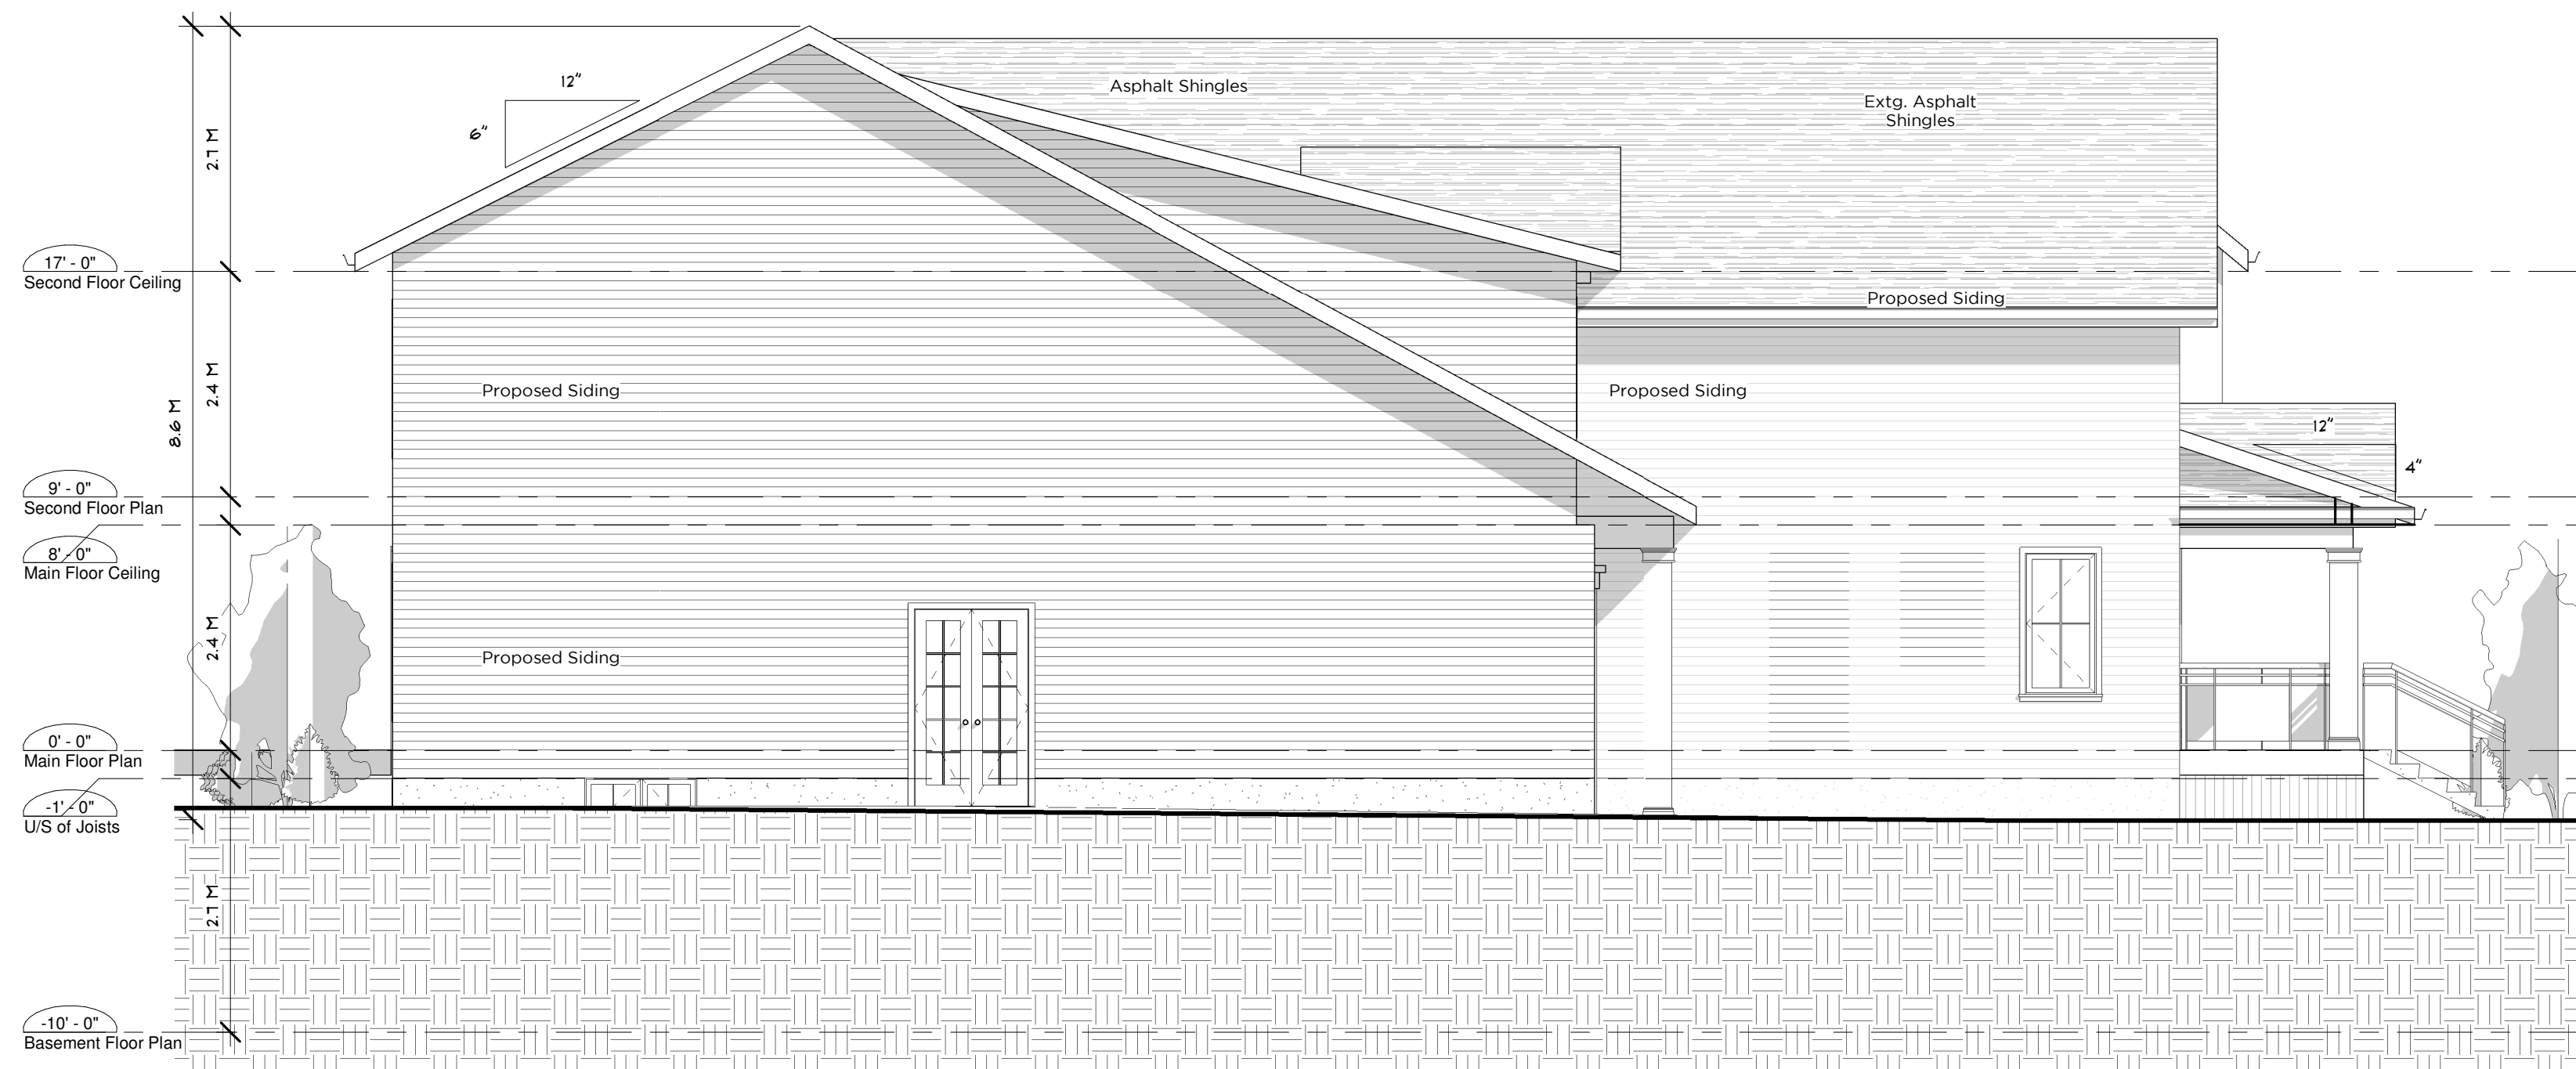 12"
6"
Asphalt Shingles
Extg. Asphalt
Shingles
2.7 M
17' - 0"
Second Floor Ceiling
Proposed Siding
2.4 M
8.6 M
Proposed Siding
Proposed Siding
12"
4"
9' - 0"
Second Floor Plan
8' - 0"
Main Floor Ceiling
2.4 M
Proposed Siding
0' - 0"
Main Floor Plan
-1' - 0"
U/S of Joists
2.7 M
-10' - 0"
Basement Floor Plan